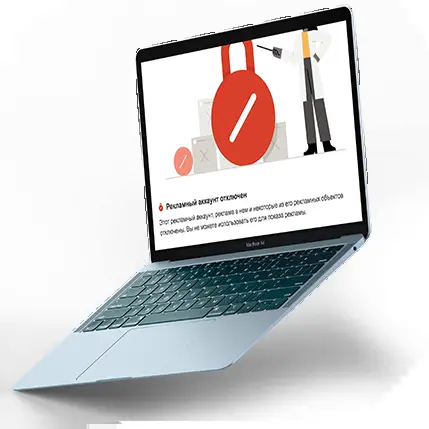 Рекламный аккаунт отключен
Этот рекламный аккаунт, реклама в нем и некоторые из его рекламных объектов
отключены. Вы не можете использовать его для показа рекламы.
MacBook Air